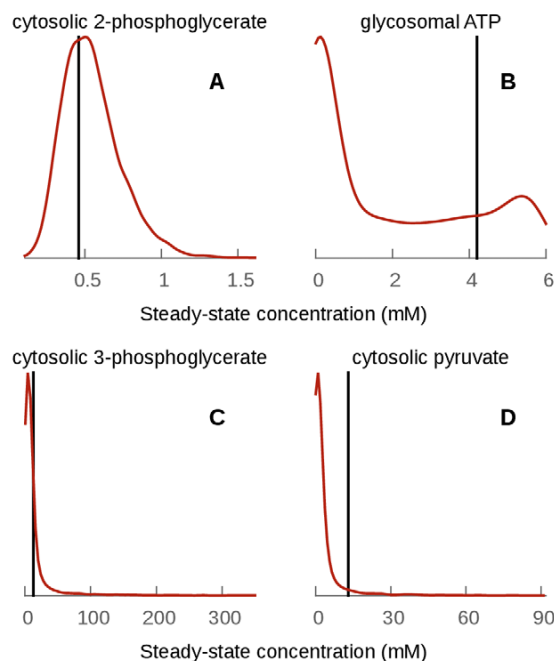 cytosolic 2-phosphoglycerate
glycosomal ATP
A
B
0.5 1 1.5
0 2 4 6
Steady-state concentration (mM)
cytosolic 3-phosphoglycerate
cytosolic pyruvate
C
D
0 100 200 300
0 30 60 90
Steady-state concentration (mM)